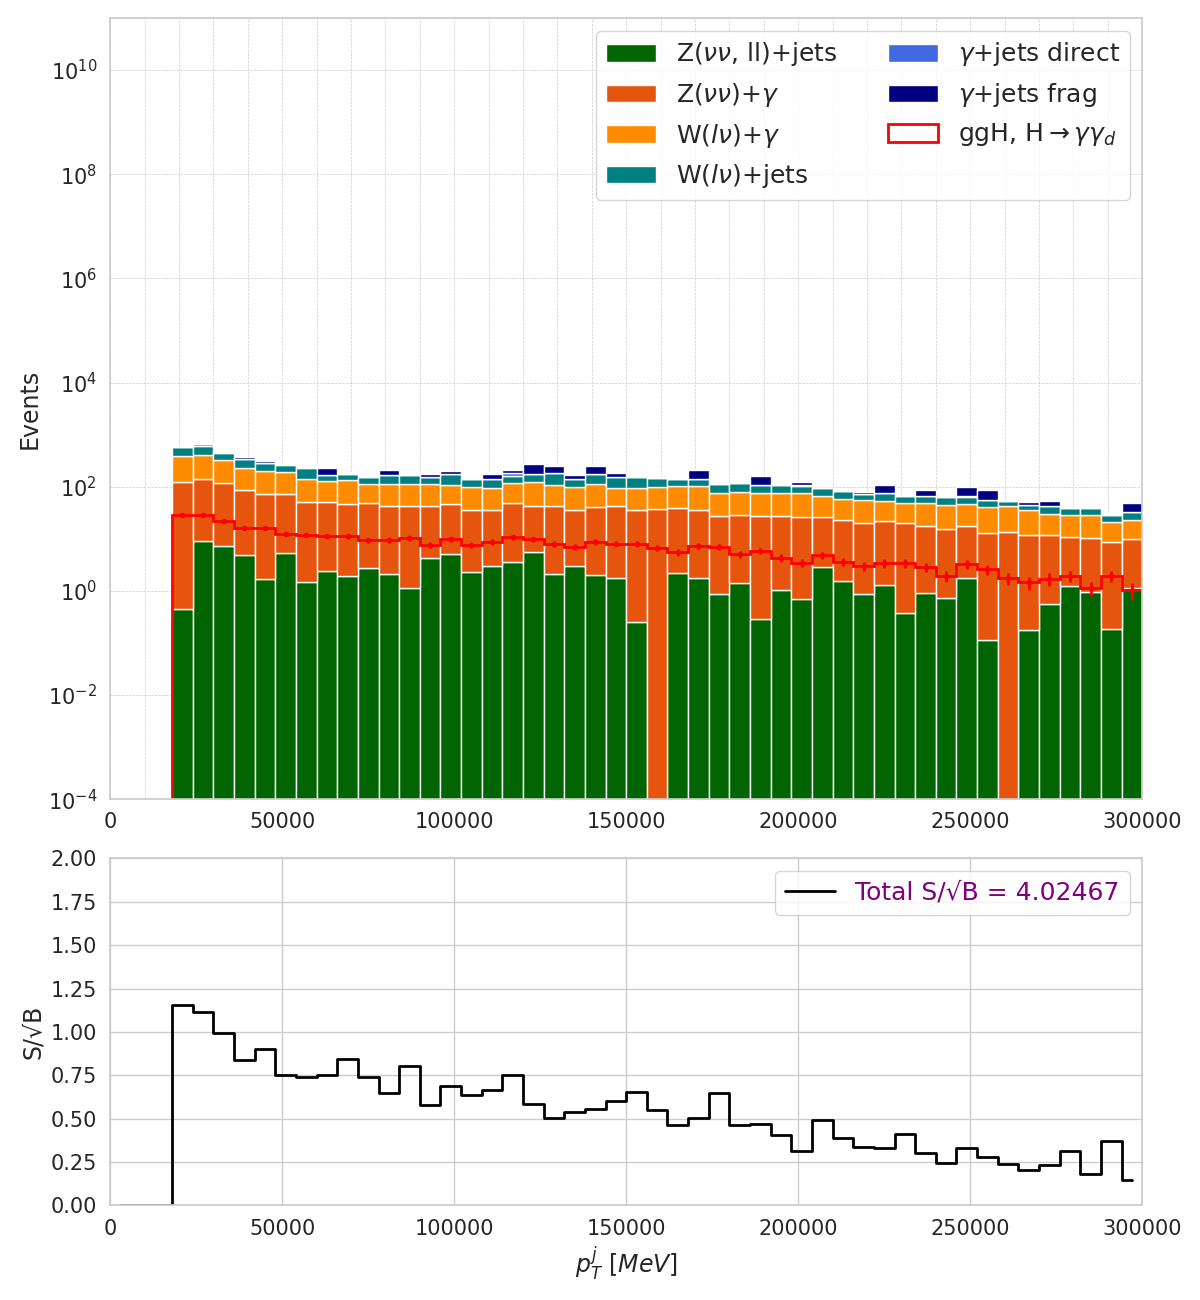 Z(νν, ll)+jets
Z(νν)+γ
W(lν)+γ
W(lν)+jets
γ+jets direct
γ+jets frag
ggH, H→γγ_d
Events
10^10
10^8
10^6
10^4
10^2
10^0
10^−2
10^−4
0 50000 100000 150000 200000 250000 300000
Total S/√B = 4.02467
S/√B
2.00
1.75
1.50
1.25
1.00
0.75
0.50
0.25
0.00
0 50000 100000 150000 200000 250000 300000
p_T^j [MeV]